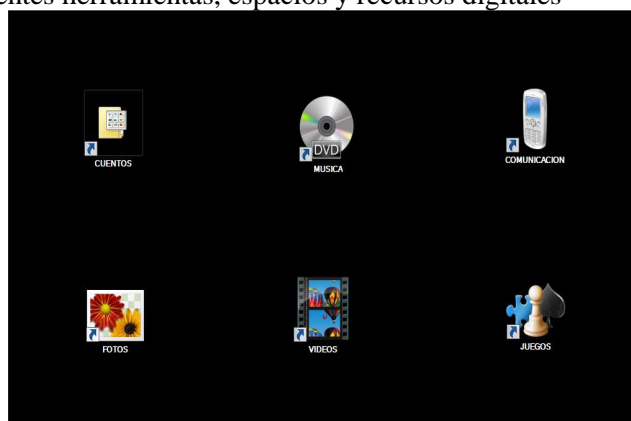 entes herramientas, espacios y recursos digitales
CUENTOS
DVD
MUSICA
COMUNICACION
FOTOS
VIDEOS
JUEGOS